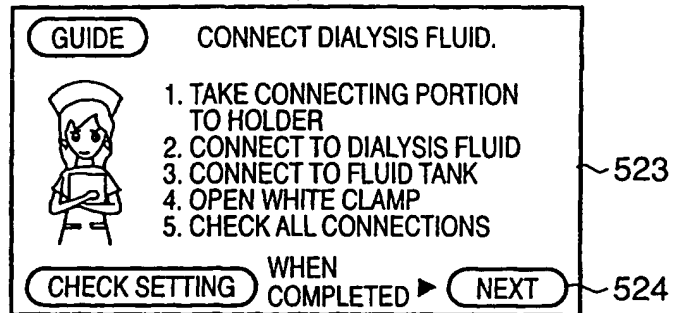 GUIDE CONNECT DIALYSIS FLUID.
1. TAKE CONNECTING PORTION
TO HOLDER
2. CONNECT TO DIALYSIS FLUID
3. CONNECT TO FLUID TANK
4. OPEN WHITE CLAMP
5. CHECK ALL CONNECTIONS
523
CHECK SETTING WHEN
COMPLETED ▶ NEXT
524